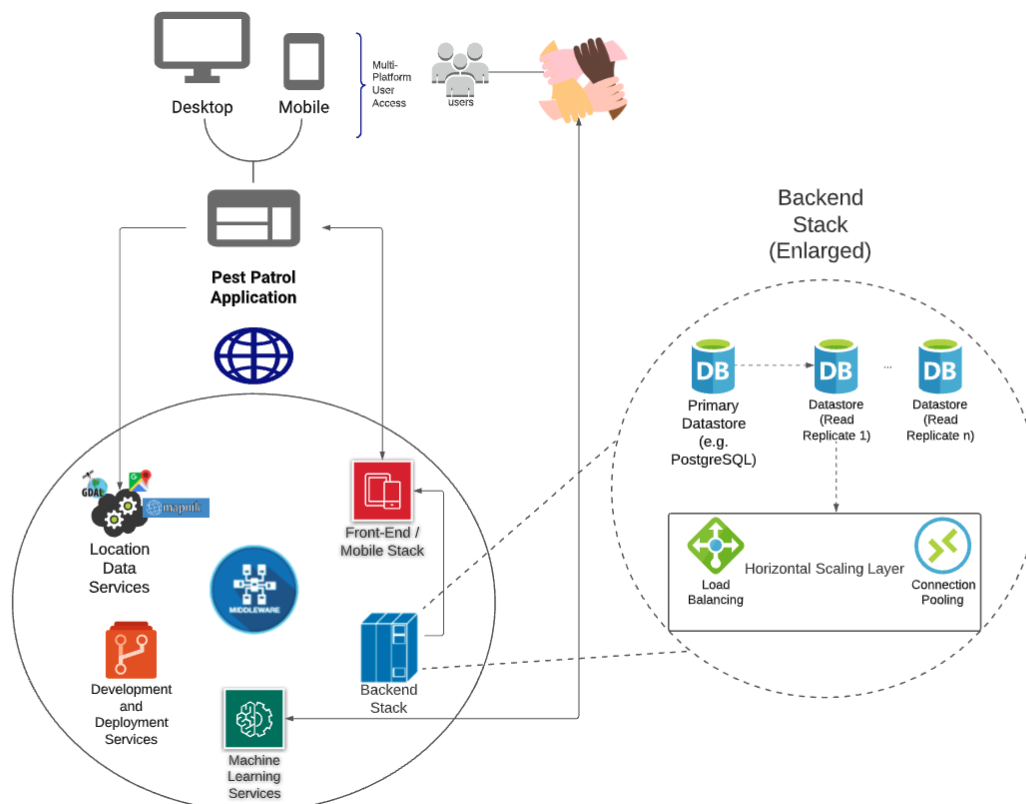 Desktop
Mobile
Multi-
Platform
User
Access
users
Pest Patrol
Application
GDAL
mapnik
Location
Data
Services
Front-End /
Mobile Stack
MIDDLEWARE
Development
and
Deployment
Services
Backend
Stack
Machine
Learning
Services
Backend
Stack
(Enlarged)
DB
DB
...
DB
Primary
Datastore
(e.g.
PostgreSQL)
Datastore
(Read
Replicate 1)
Datastore
(Read
Replicate n)
Load
Balancing
Horizontal Scaling Layer
Connection
Pooling